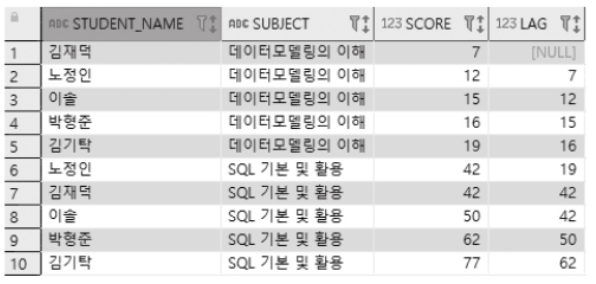 ABC STUDENT_NAME ABC SUBJECT 123 SCORE 123 LAG
1 김재덕 데이터모델링의 이해 7 [NULL]
2 노정인 데이터모델링의 이해 12 7
3 이솔 데이터모델링의 이해 15 12
4 박형준 데이터모델링의 이해 16 15
5 김기탁 데이터모델링의 이해 19 16
6 노정인 SQL 기본 및 활용 42 19
7 김재덕 SQL 기본 및 활용 42 42
8 이솔 SQL 기본 및 활용 50 42
9 박형준 SQL 기본 및 활용 62 50
10 김기탁 SQL 기본 및 활용 77 62